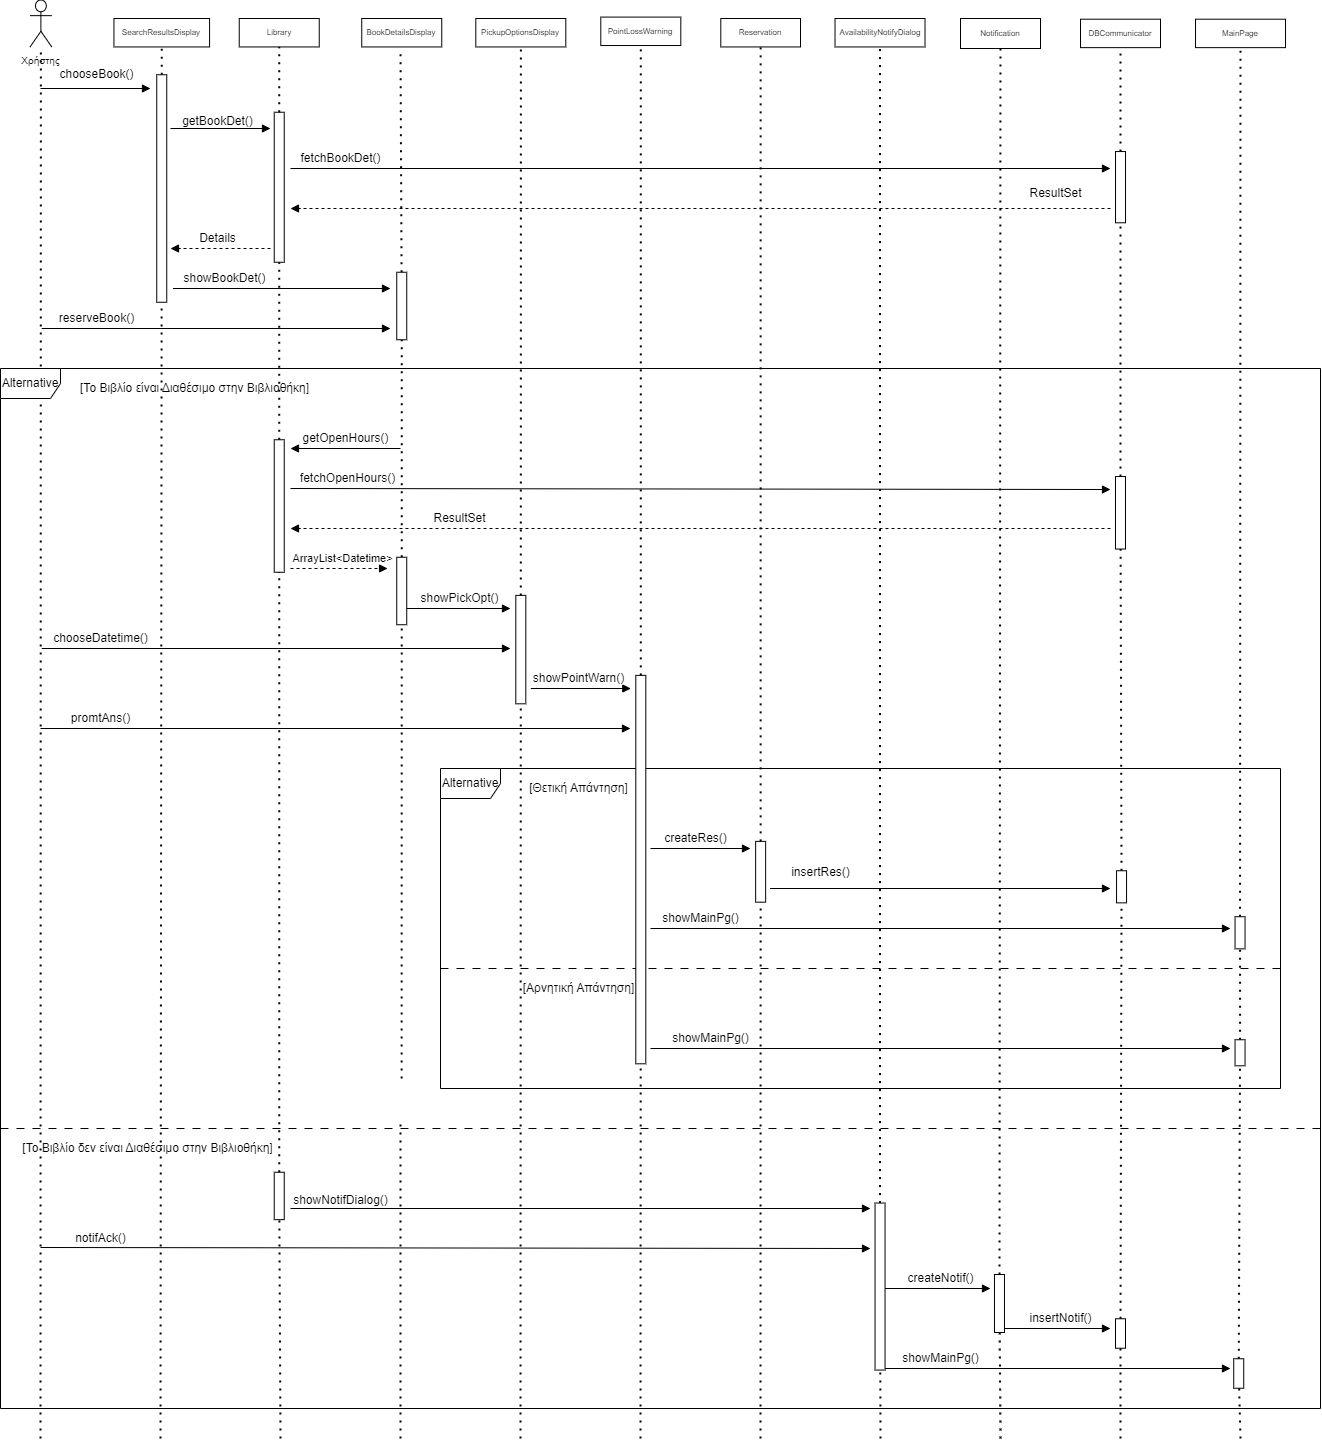 SearchResultsDisplay
Library
BookDetailsDisplay
PickupOptionsDisplay
PointLossWarning
Reservation
AvailabilityNotifyDialog
Notification
DBCommunicator
MainPage
Χρήστης
chooseBook()
getBookDet()
fetchBookDet()
ResultSet
Details
showBookDet()
reserveBook()
Alternative
[Το Βιβλίο είναι Διαθέσιμο στην Βιβλιοθήκη]
getOpenHours()
fetchOpenHours()
ResultSet
ArrayList<Datetime>
showPickOpt()
chooseDatetime()
showPointWarn()
promtAns()
Alternative
[Θετική Απάντηση]
createRes()
insertRes()
showMainPg()
[Αρνητική Απάντηση]
showMainPg()
[Το Βιβλίο δεν είναι Διαθέσιμο στην Βιβλιοθήκη]
showNotifDialog()
notifAck()
createNotif()
insertNotif()
showMainPg()